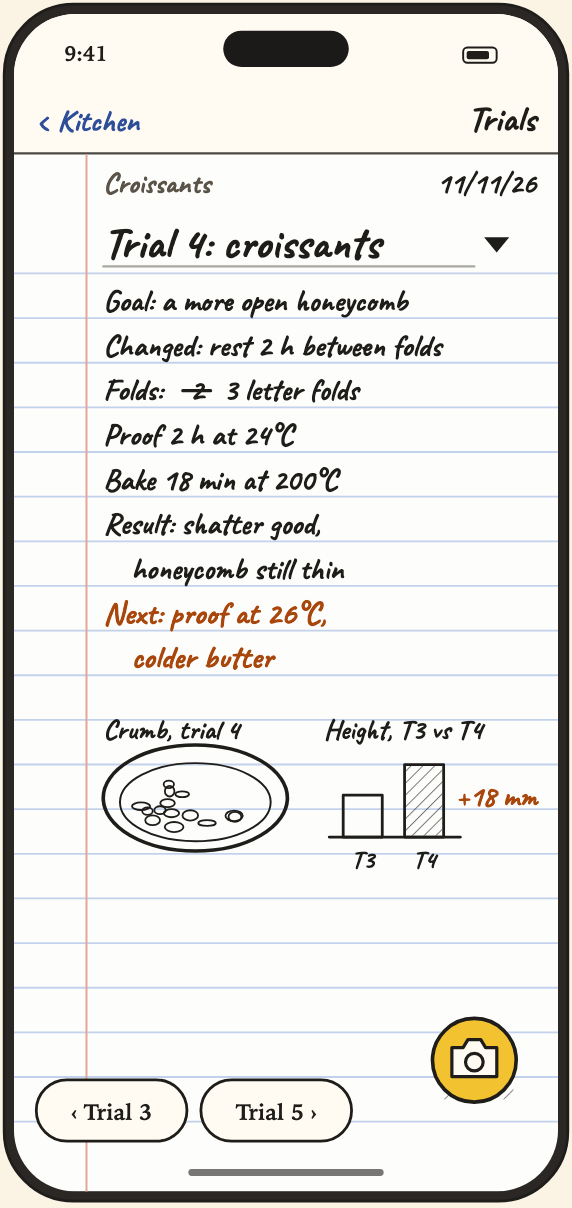 9:41
‹ Kitchen
Trials
Croissants
11/11/26
Trial 4: croissants
Goal: a more open honeycomb
Changed: rest 2 h between folds
Folds: 2 3 letter folds
Proof 2 h at 24°C
Bake 18 min at 200°C
Result: shatter good,
honeycomb still thin
Next: proof at 26°C,
colder butter
Crumb, trial 4
Height, T3 vs T4
+18 mm
T3
T4
‹ Trial 3
Trial 5 ›